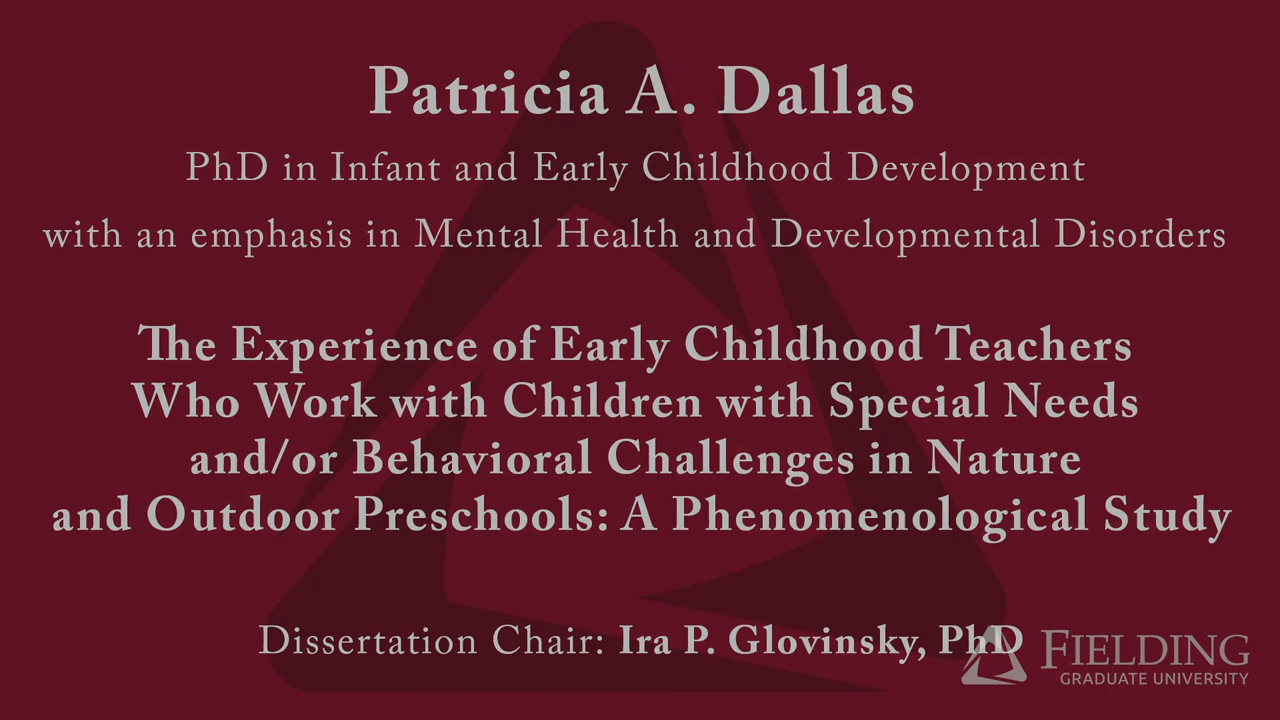 Patricia A. Dallas
PhD in Infant and Early Childhood Development
with an emphasis in Mental Health and Developmental Disorders
The Experience of Early Childhood Teachers
Who Work with Children with Special Needs
and/or Behavioral Challenges in Nature
and Outdoor Preschools: A Phenomenological Study
Dissertation Chair: Ira P. Glovinsky, PhD
FIELDING
GRADUATE UNIVERSITY